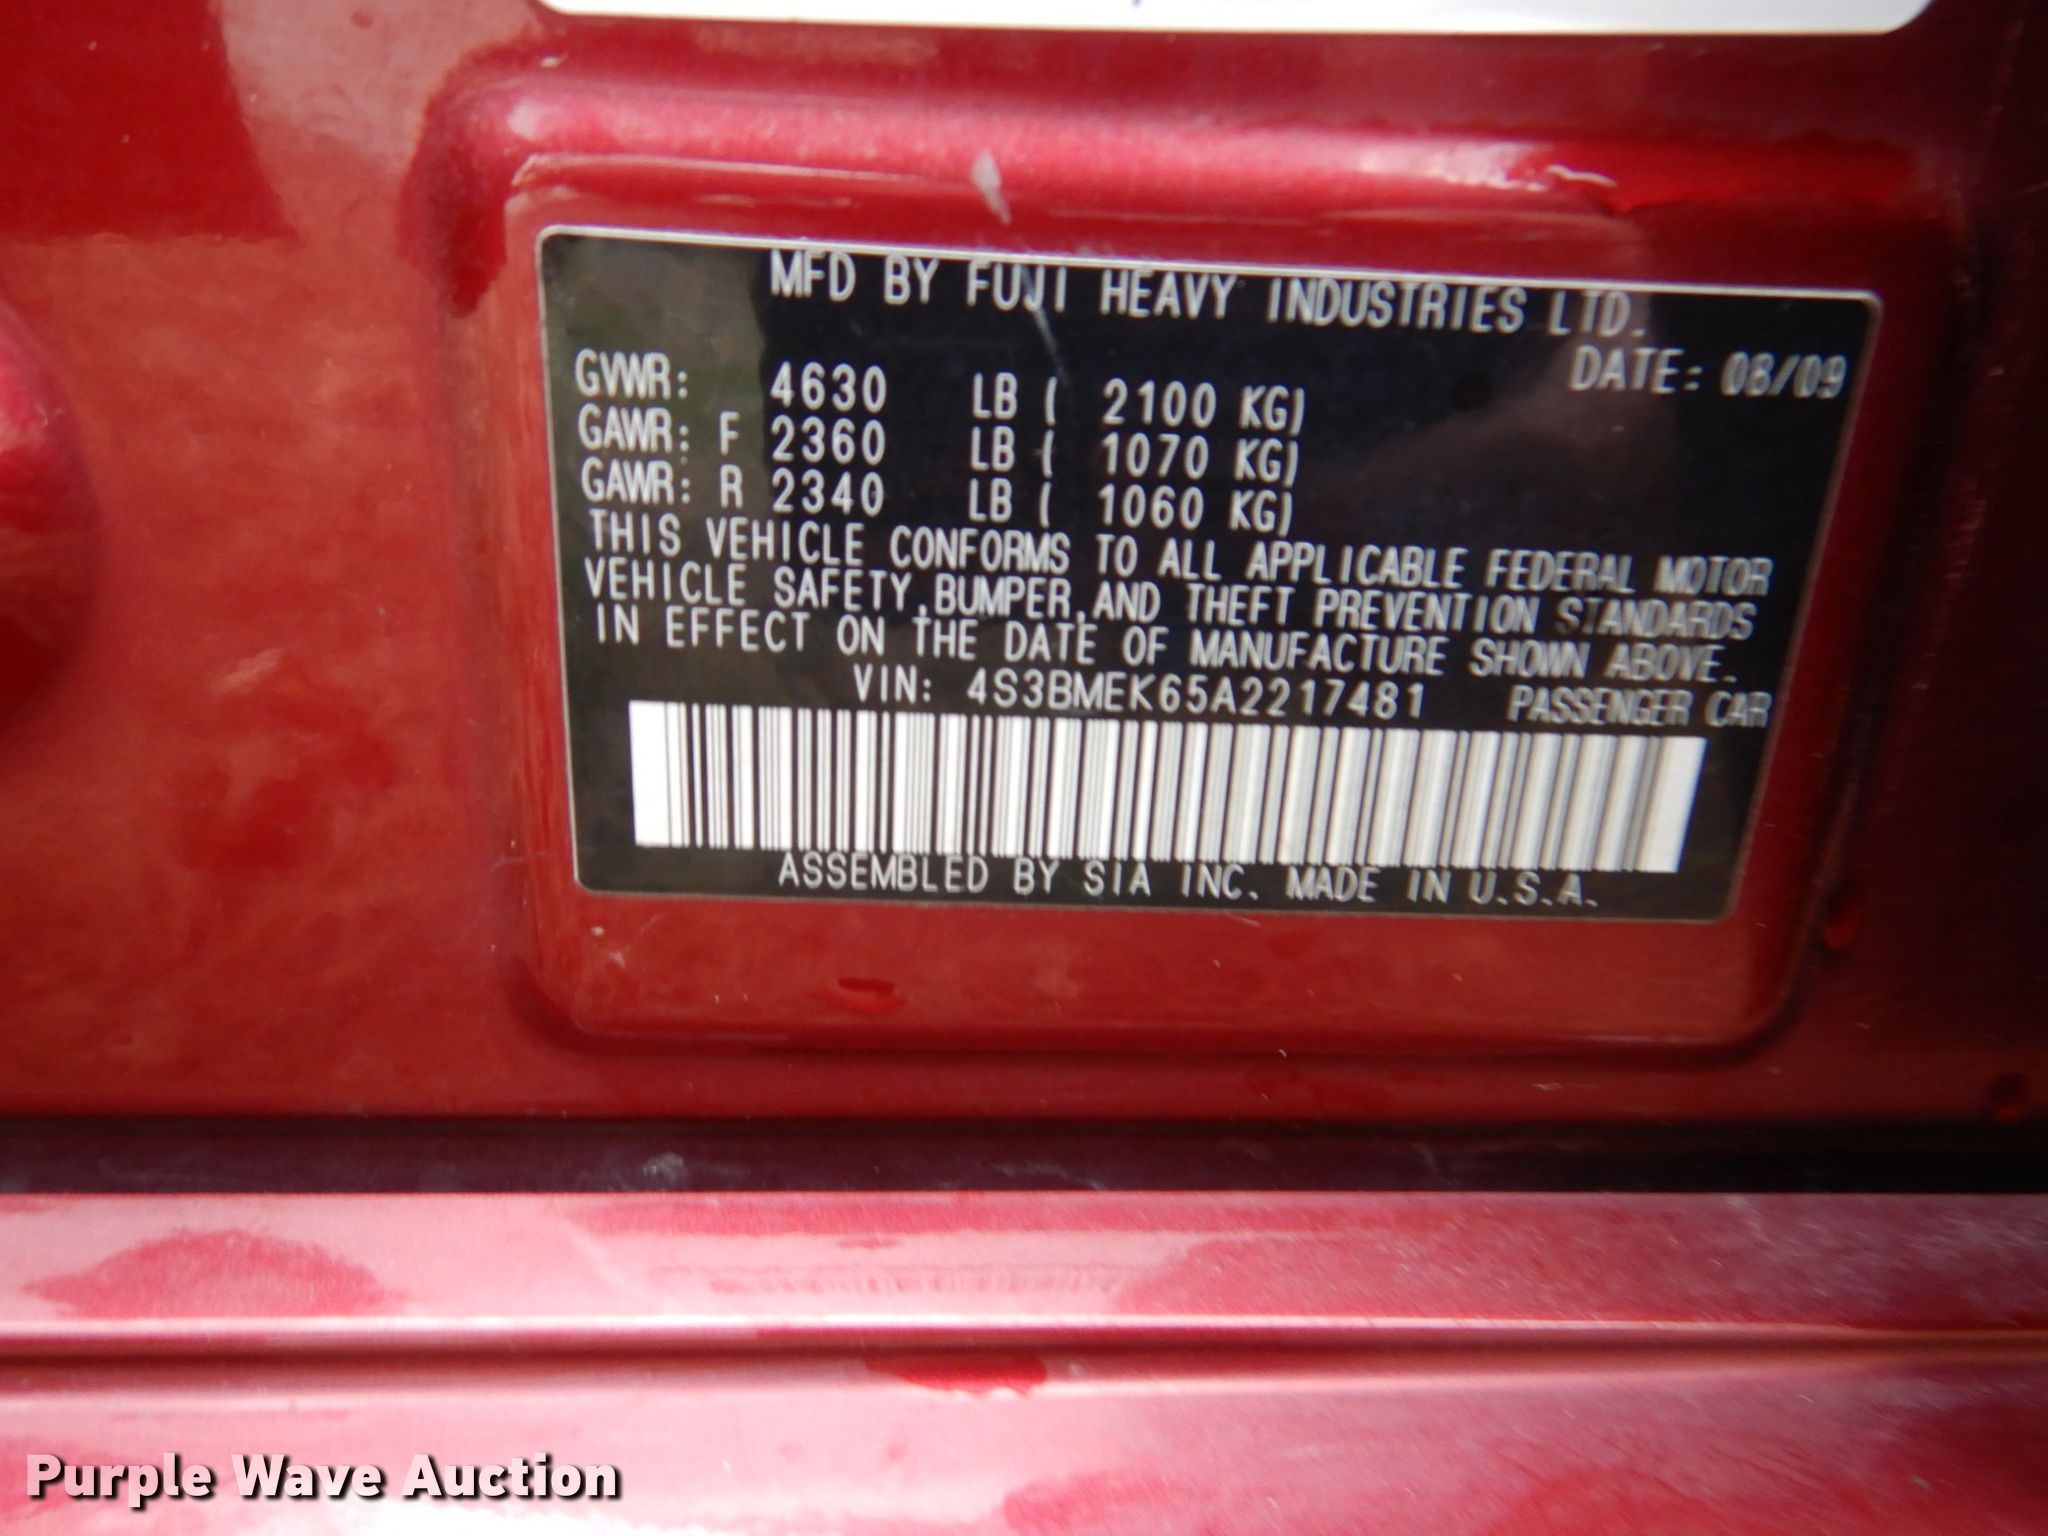 MFD BY FUJI HEAVY INDUSTRIES LTD.
DATE: 08/09
GVWR: 4630 LB ( 2100 KG)
GAWR: F 2360 LB ( 1070 KG)
GAWR: R 2340 LB ( 1060 KG)
THIS VEHICLE CONFORMS TO ALL APPLICABLE FEDERAL MOTOR
VEHICLE SAFETY,BUMPER,AND THEFT PREVENTION STANDARDS
IN EFFECT ON THE DATE OF MANUFACTURE SHOWN ABOVE.
VIN: 4S3BMEK65A2217481 PASSENGER CAR
ASSEMBLED BY SIA INC. MADE IN U.S.A.
Purple Wave Auction